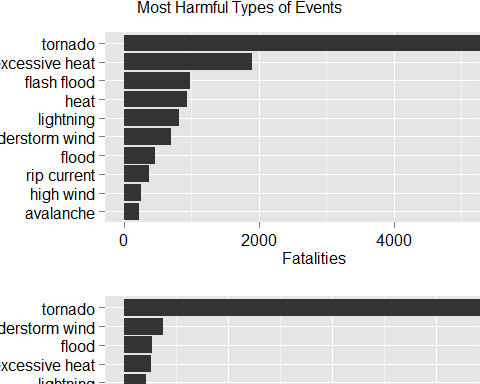 Most Harmful Types of Events
tornado
xcessive heat
flash flood
heat
lightning
derstorm wind
flood
rip current
high wind
avalanche
0 2000 4000
Fatalities
tornado
derstorm wind
flood
xcessive heat
lightning